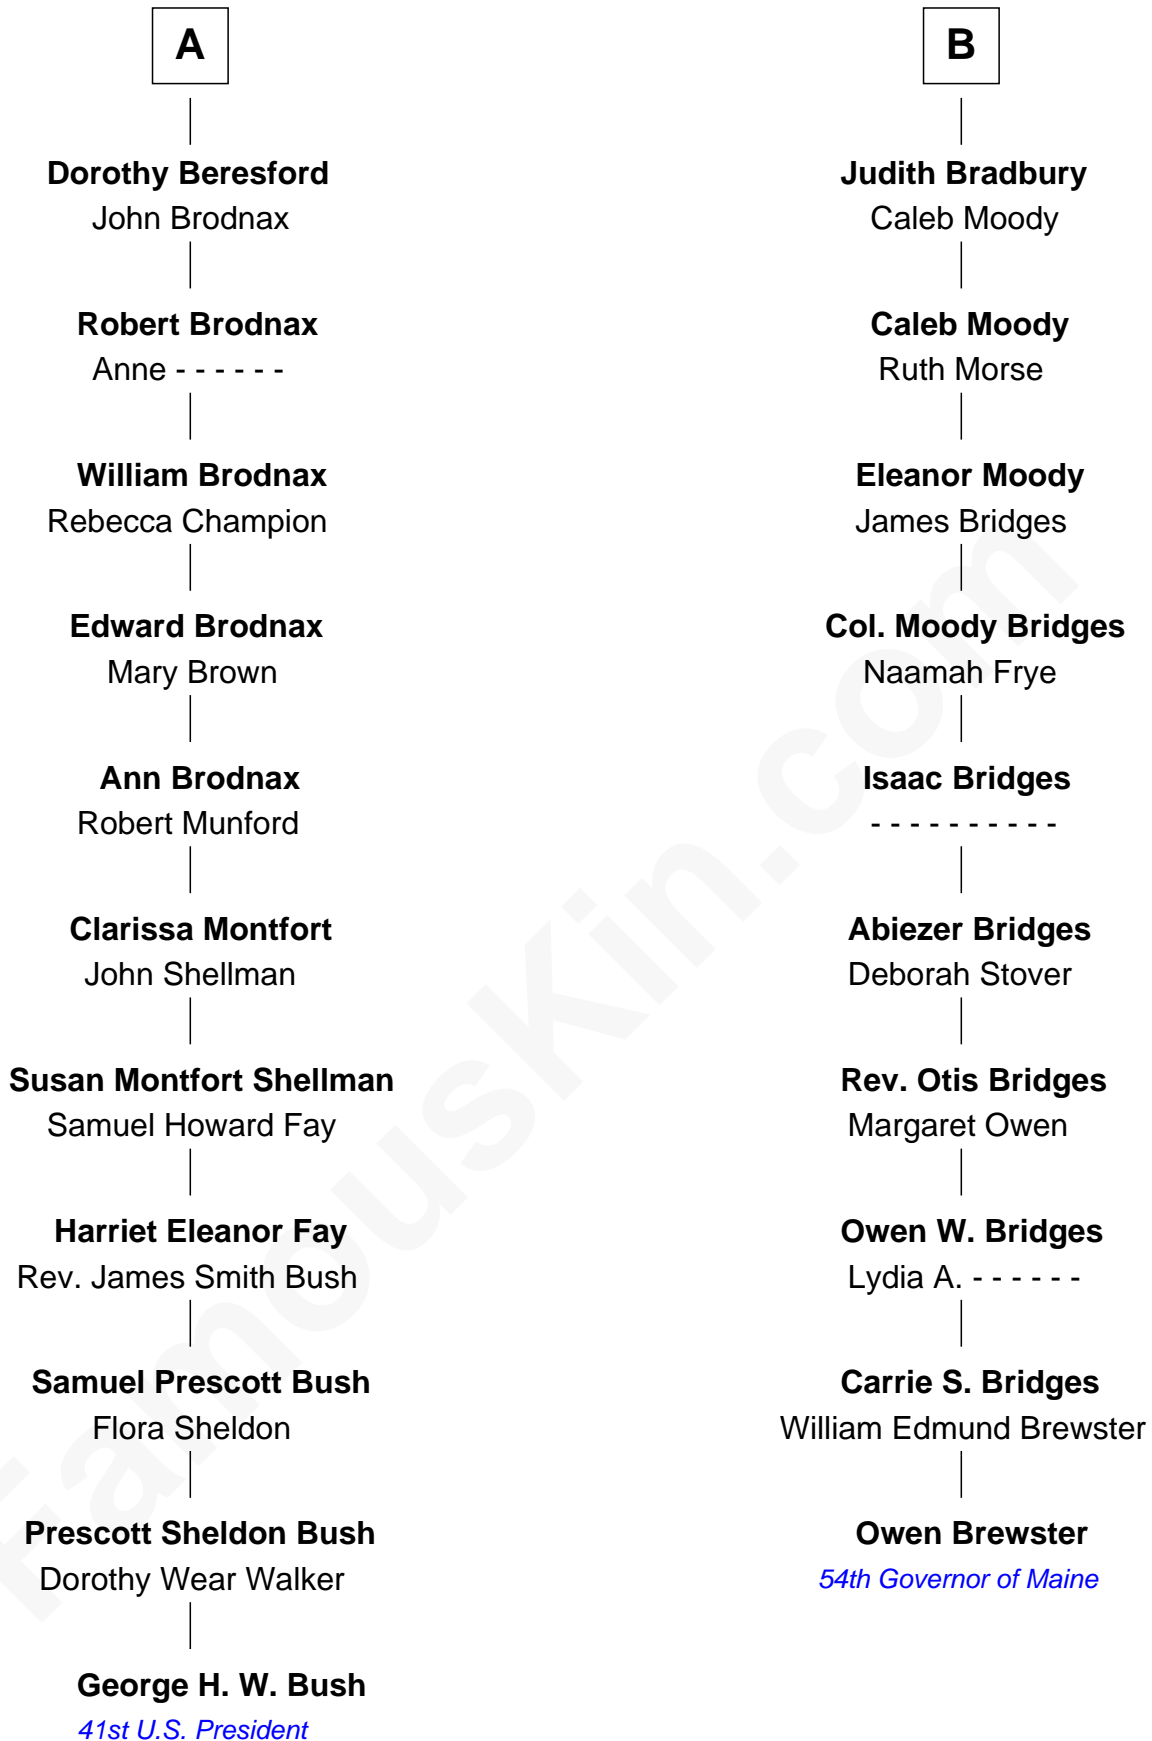 A
Dorothy Beresford
John Brodnax
Robert Brodnax
Anne - - - - - -
William Brodnax
Rebecca Champion
Edward Brodnax
Mary Brown
Ann Brodnax
Robert Munford
Clarissa Montfort
John Shellman
Susan Montfort Shellman
Samuel Howard Fay
Harriet Eleanor Fay
Rev. James Smith Bush
Samuel Prescott Bush
Flora Sheldon
Prescott Sheldon Bush
Dorothy Wear Walker
George H. W. Bush
41st U.S. President
B
Judith Bradbury
Caleb Moody
Caleb Moody
Ruth Morse
Eleanor Moody
James Bridges
Col. Moody Bridges
Naamah Frye
Isaac Bridges
- - - - - - - - - -
Abiezer Bridges
Deborah Stover
Rev. Otis Bridges
Margaret Owen
Owen W. Bridges
Lydia A. - - - - - -
Carrie S. Bridges
William Edmund Brewster
Owen Brewster
54th Governor of Maine
FamousKin.com